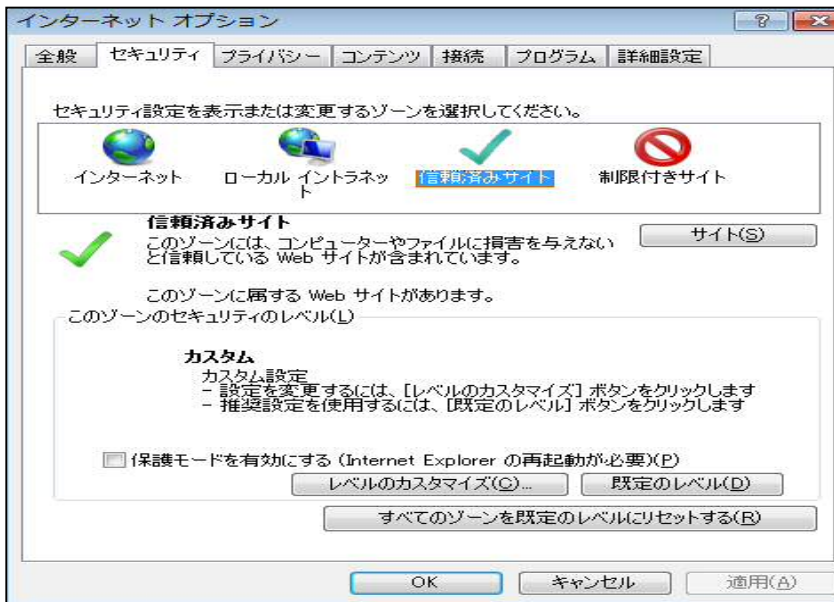 インターネット オプション
全般 セキュリティ プライバシー コンテンツ 接続 プログラム 詳細設定
セキュリティ設定を表示または変更するゾーンを選択してください。
インターネット ローカル イントラネッ 信頼済みサイト 制限付きサイト
ト
信頼済みサイト
このゾーンには、コンピューターやファイルに損害を与えない
と信頼している Web サイトが含まれています。
サイト(S)
このゾーンに属する Web サイトがあります。
このゾーンのセキュリティのレベル(L)
カスタム
カスタム設定
- 設定を変更するには、[レベルのカスタマイズ] ボタンをクリックします
- 推奨設定を使用するには、[既定のレベル] ボタンをクリックします
保護モードを有効にする (Internet Explorer の再起動が必要)(P)
レベルのカスタマイズ(C)... 既定のレベル(D)
すべてのゾーンを既定のレベルにリセットする(R)
OK キャンセル 適用(A)